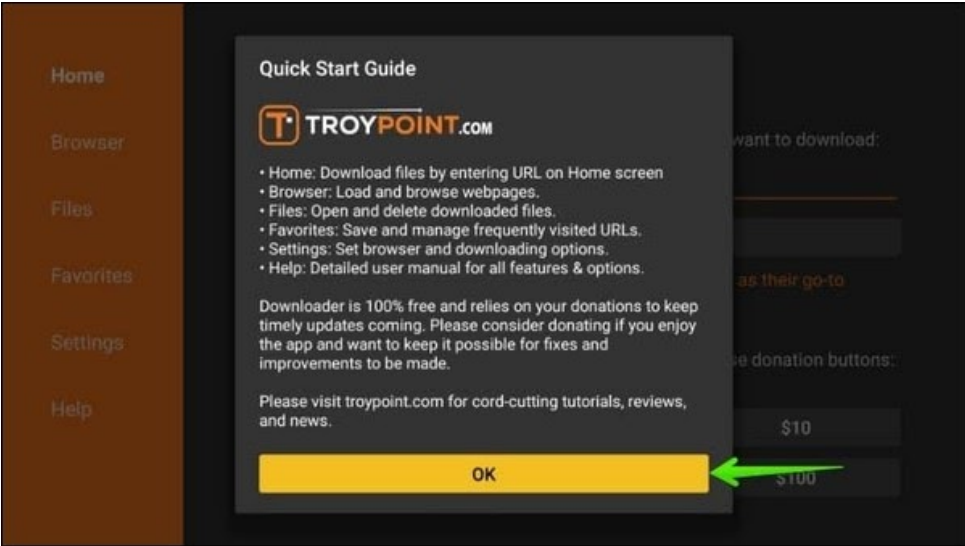 Home
Browser
Files
Favorites
Settings
Help
Quick Start Guide
T TROYPOINT.COM
• Home: Download files by entering URL on Home screen
• Browser: Load and browse webpages.
• Files: Open and delete downloaded files.
• Favorites: Save and manage frequently visited URLs.
• Settings: Set browser and downloading options.
• Help: Detailed user manual for all features & options.
Downloader is 100% free and relies on your donations to keep
timely updates coming. Please consider donating if you enjoy
the app and want to keep it possible for fixes and
improvements to be made.
Please visit troypoint.com for cord-cutting tutorials, reviews,
and news.
OK
want to download:
as their go-to
se donation buttons:
$10
$100